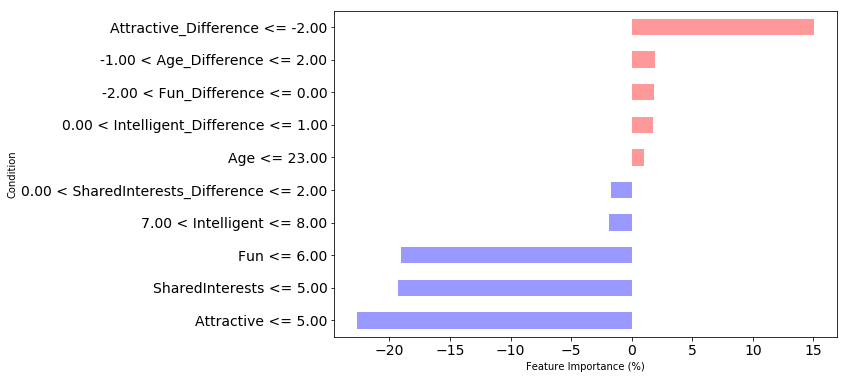 Attractive_Difference <= -2.00
-1.00 < Age_Difference <= 2.00
-2.00 < Fun_Difference <= 0.00
0.00 < Intelligent_Difference <= 1.00
Age <= 23.00
Condition
0.00 < SharedInterests_Difference <= 2.00
7.00 < Intelligent <= 8.00
Fun <= 6.00
SharedInterests <= 5.00
Attractive <= 5.00
−20 −15 −10 −5 0 5 10 15
Feature Importance (%)